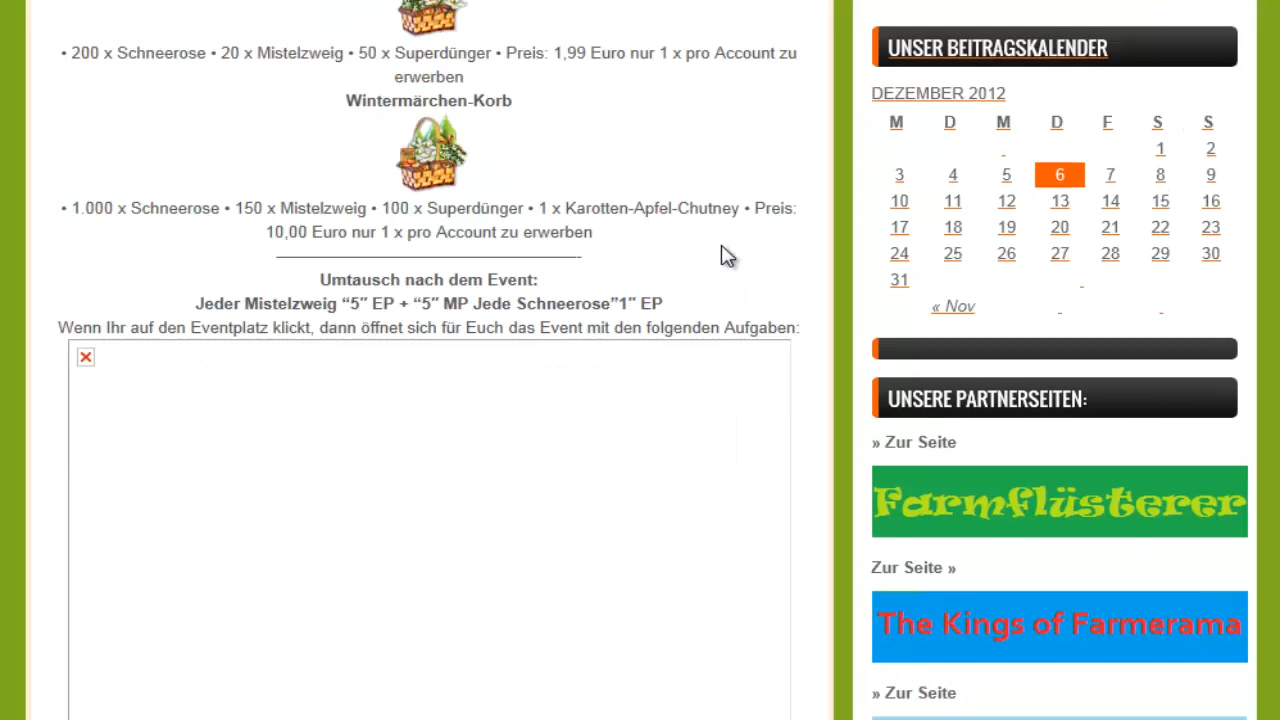 • 200 x Schneerose • 20 x Mistelzweig • 50 x Superdünger • Preis: 1,99 Euro nur 1 x pro Account zu
erwerben
Wintermärchen-Korb
• 1.000 x Schneerose • 150 x Mistelzweig • 100 x Superdünger • 1 x Karotten-Apfel-Chutney • Preis:
10,00 Euro nur 1 x pro Account zu erwerben
Umtausch nach dem Event:
Jeder Mistelzweig “5″ EP + “5″ MP Jede Schneerose”1″ EP
Wenn Ihr auf den Eventplatz klickt, dann öffnet sich für Euch das Event mit den folgenden Aufgaben:
UNSER BEITRAGSKALENDER
DEZEMBER 2012
M D M D F S S
1 2
3 4 5 6 7 8 9
10 11 12 13 14 15 16
17 18 19 20 21 22 23
24 25 26 27 28 29 30
31
« Nov
UNSERE PARTNERSEITEN:
» Zur Seite
Farmflüsterer
Zur Seite »
The Kings of Farmerama
» Zur Seite